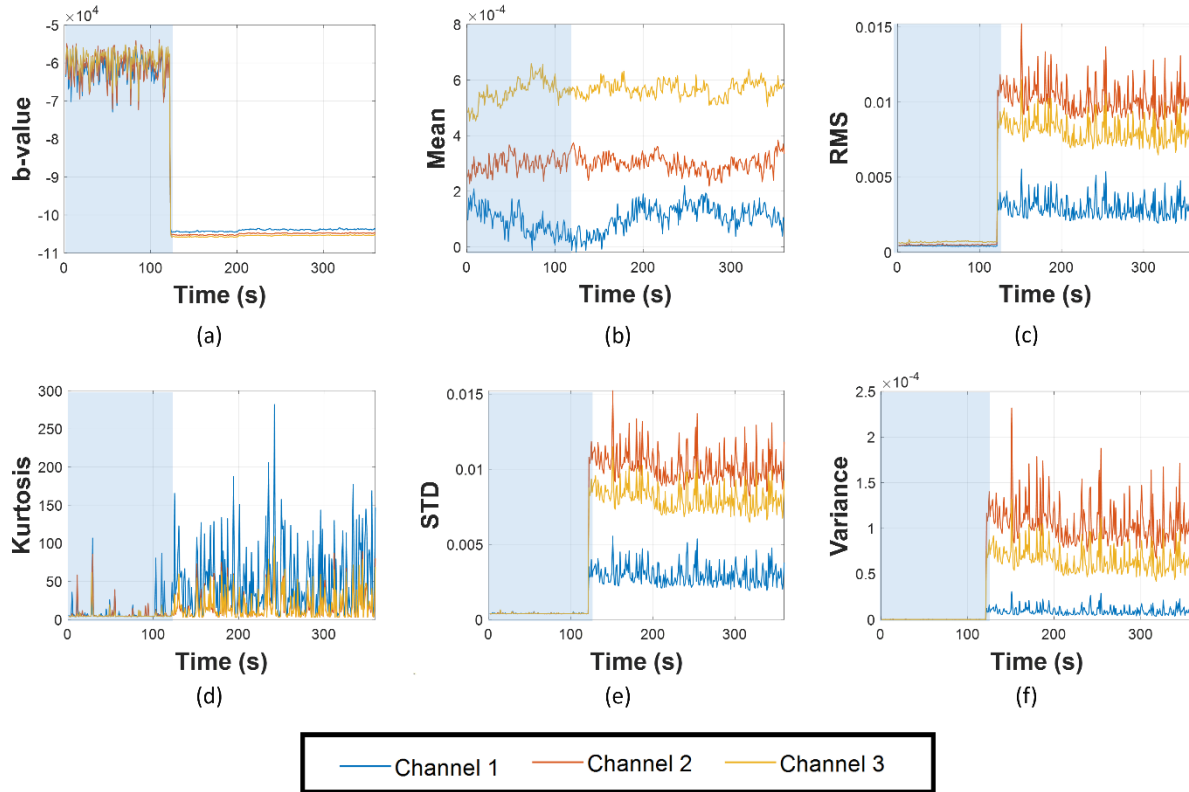 ×10⁴
-5
-6
-7
-8
-9
-10
-11
b-value
0 100 200 300
Time (s)
(a)
×10⁻⁴
8
6
4
2
0
Mean
0 100 200 300
Time (s)
(b)
0.015
0.01
0.005
0
RMS
0 100 200 300
Time (s)
(c)
300
250
200
150
100
50
0
Kurtosis
0 100 200 300
Time (s)
(d)
0.015
0.01
0.005
0
STD
0 100 200 300
Time (s)
(e)
×10⁻⁴
2.5
2
1.5
1
0.5
0
Variance
0 100 200 300
Time (s)
(f)
Channel 1 Channel 2 Channel 3